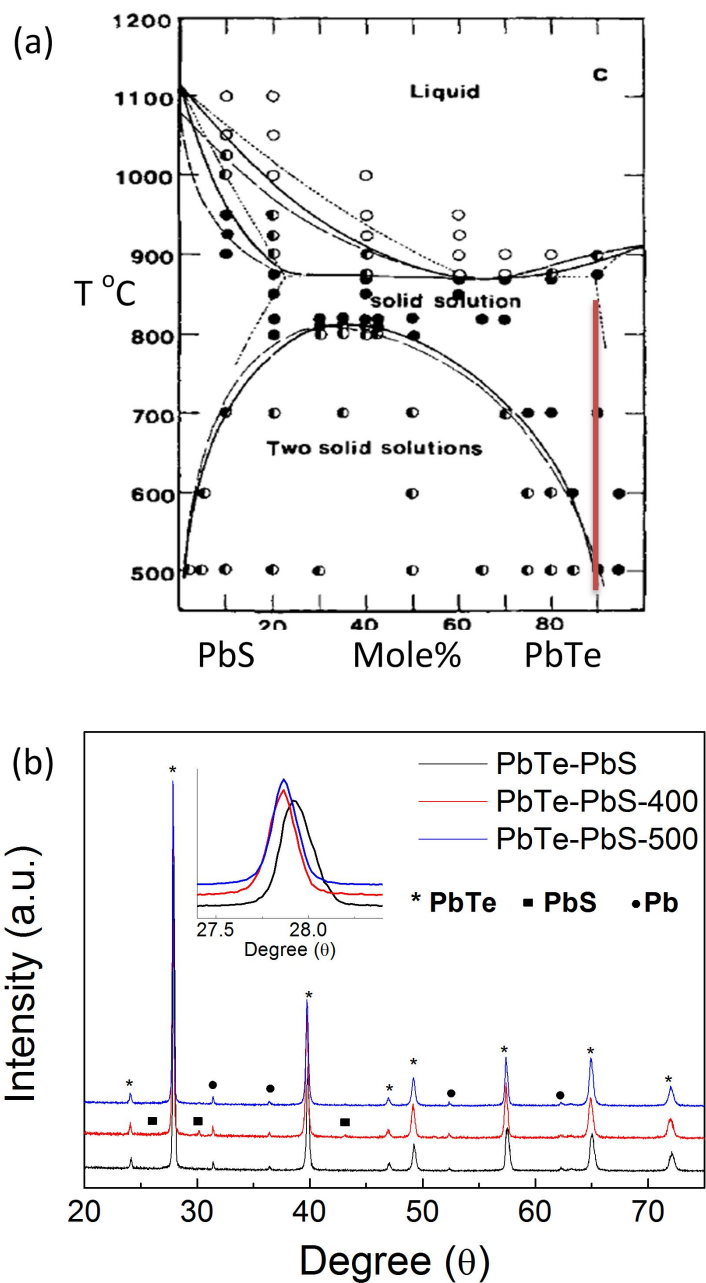 (a)
1200
1100
1000
900
800
700
600
500
T °C
C
Liquid
solid solution
Two solid solutions
20 40 60 80
PbS Mole% PbTe
(b)
Intensity (a.u.)
PbTe-PbS
PbTe-PbS-400
PbTe-PbS-500
* PbTe ■ PbS ● Pb
27.5 28.0
Degree (θ)
20 30 40 50 60 70
Degree (θ)